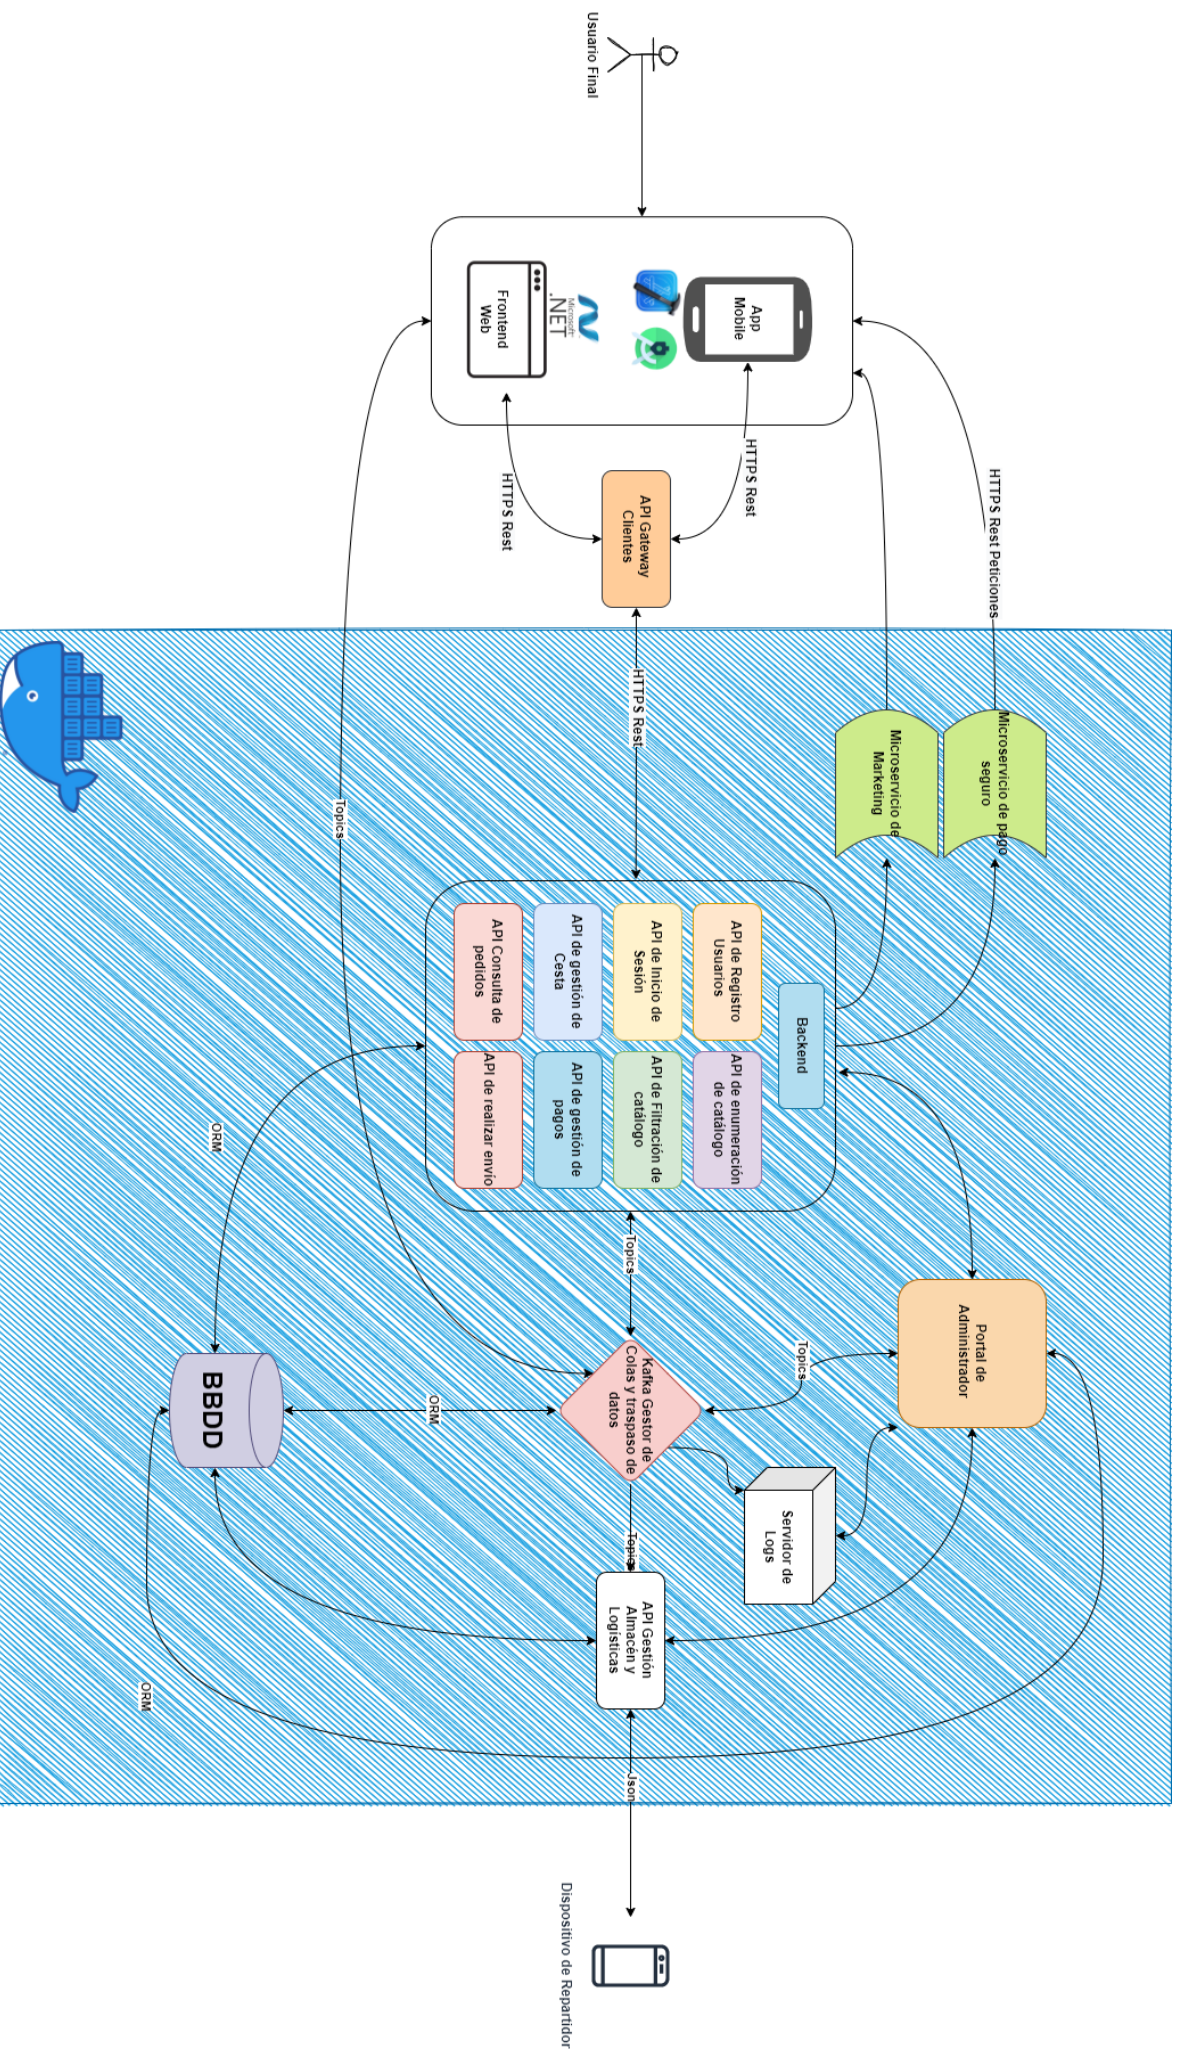 Usuario Final
App
Mobile
Microsoft
.NET
Frontend
Web
HTTPS Rest
HTTPS Rest
HTTPS Rest Peticiones
API Gateway
Clientes
HTTPS Rest
Topics
Microservicio de pago
seguro
Microservicio de
Marketing
Backend
API de Registro
Usuarios
API de enumeración
de catálogo
API de Inicio de
Sesión
API de Filtración de
catálogo
API de gestión de
Cesta
API de gestión de
pagos
API Consulta de
pedidos
API de realizar envio
ORM
Topics
Portal de
Administrador
Topics
Kafka Gestor de
Colas y traspaso de
datos
ORM
BBDD
Servidor de
Logs
Topics
API Gestión
Almacén y
Logísticas
ORM
Json
Dispositivo de Repartidor